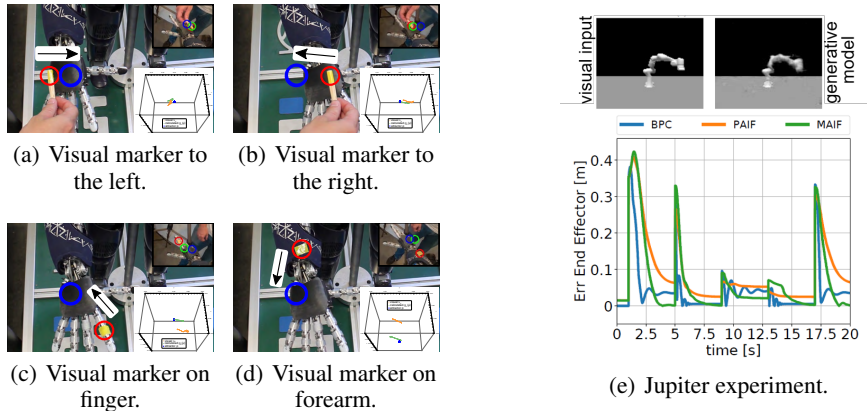 (a) Visual marker to
the left.
(b) Visual marker to
the right.
(c) Visual marker on
finger.
(d) Visual marker on
forearm.
visual input
generative
model
BPC
PAIF
MAIF
Err End Effector [m]
0.4
0.3
0.2
0.1
0
0 2.5 5 7.5 10 12.5 15 17.5 20
time [s]
(e) Jupiter experiment.